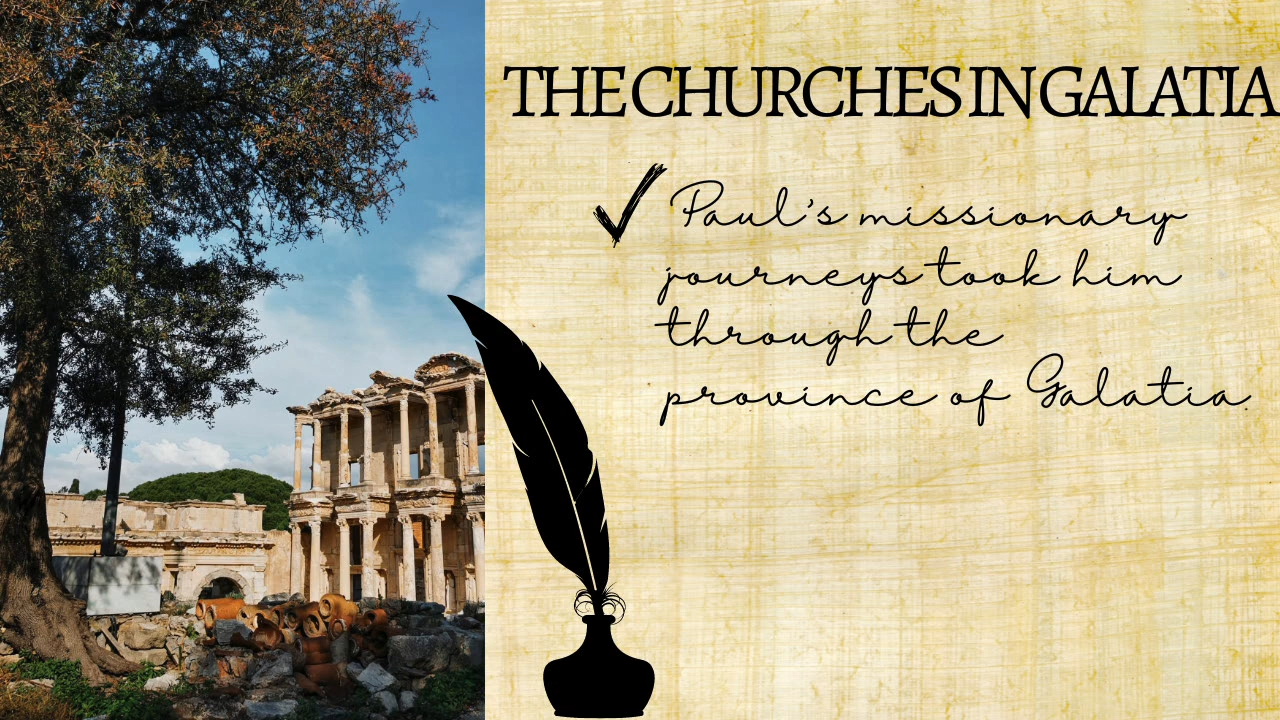 THE CHURCHES IN GALATIA
Paul's missionary
journeys took him
through the
province of Galatia.